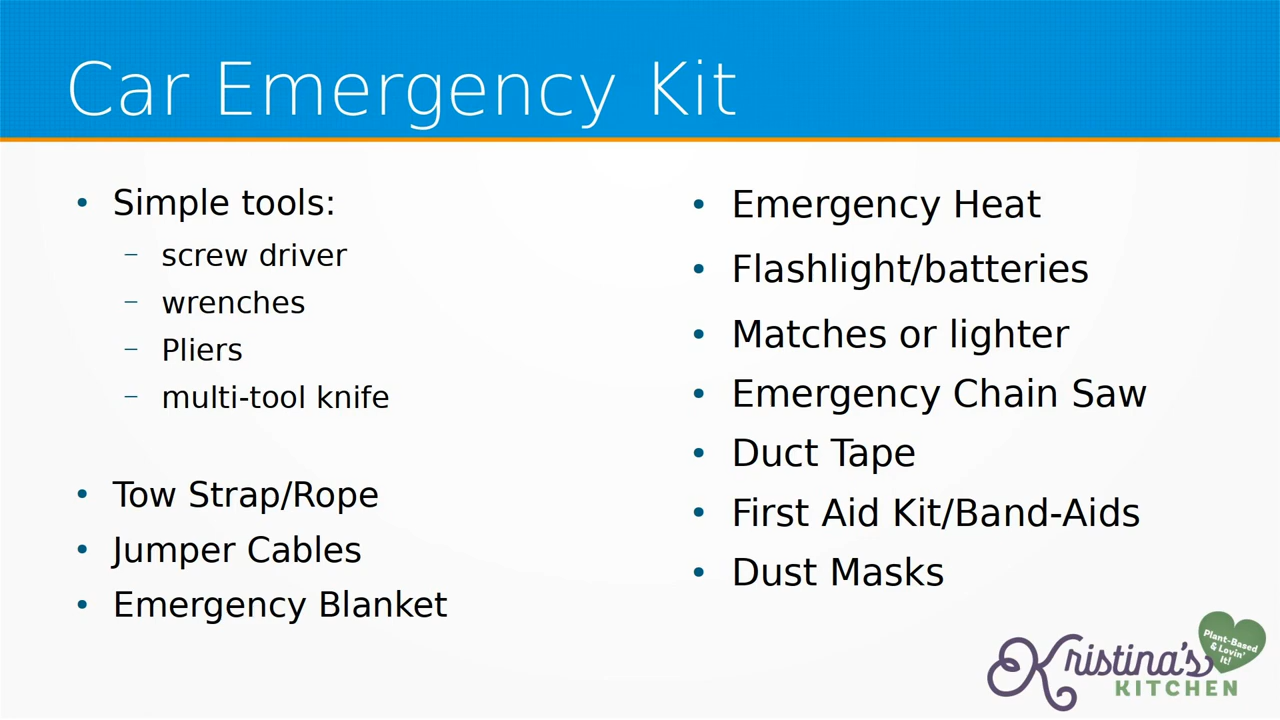 Car Emergency Kit
• Simple tools:
– screw driver
– wrenches
– Pliers
– multi-tool knife
• Tow Strap/Rope
• Jumper Cables
• Emergency Blanket
• Emergency Heat
• Flashlight/batteries
• Matches or lighter
• Emergency Chain Saw
• Duct Tape
• First Aid Kit/Band-Aids
• Dust Masks
Plant-Based
& Lovin'
It!
Kristina's
KITCHEN